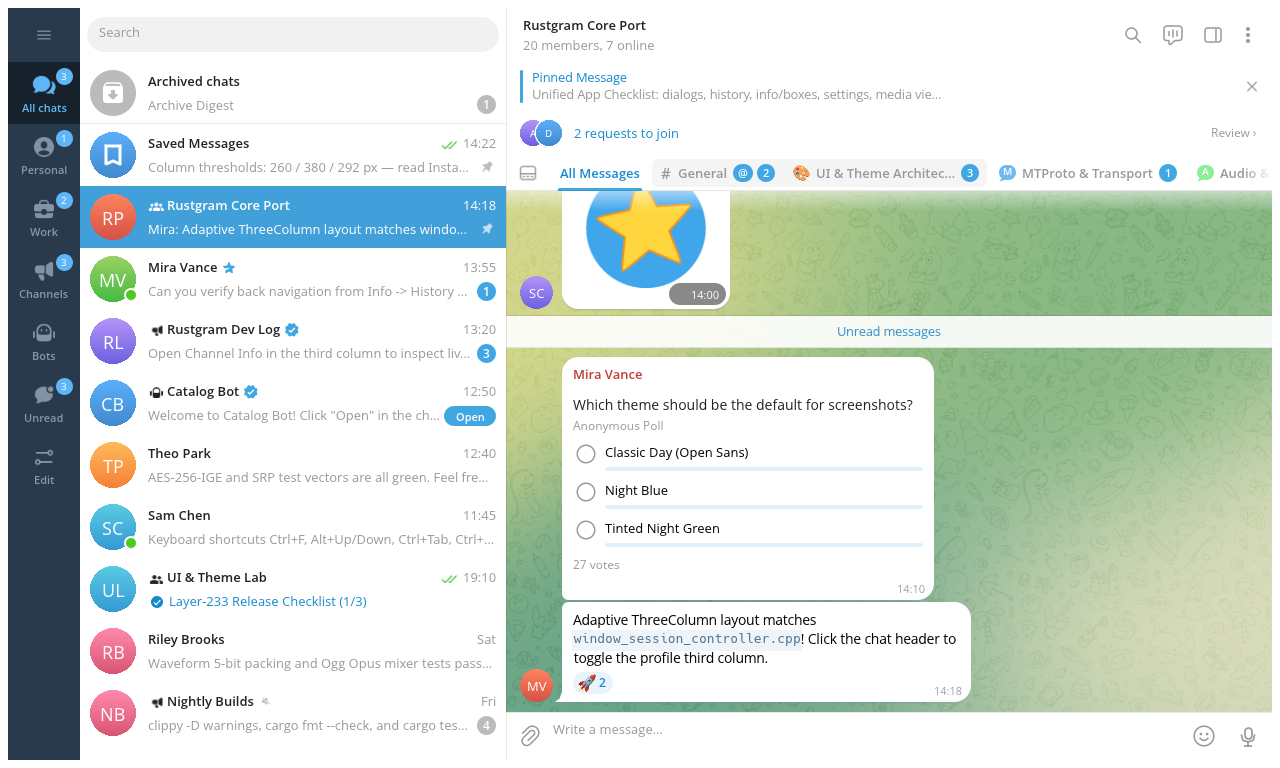 All chats
3
Personal
1
Work
2
Channels
3
Bots
Unread
3
Edit
Search
Archived chats
Archive Digest
1
Saved Messages
14:22
Column thresholds: 260 / 380 / 292 px — read Insta...
RP
Rustgram Core Port
14:18
Mira: Adaptive ThreeColumn layout matches windo...
MV
Mira Vance
13:55
Can you verify back navigation from Info -> History ...
1
RL
Rustgram Dev Log
13:20
Open Channel Info in the third column to inspect liv...
3
CB
Catalog Bot
12:50
Welcome to Catalog Bot! Click "Open" in the ch...
Open
TP
Theo Park
12:40
AES-256-IGE and SRP test vectors are all green. Feel fre...
SC
Sam Chen
11:45
Keyboard shortcuts Ctrl+F, Alt+Up/Down, Ctrl+Tab, Ctrl+...
UL
UI & Theme Lab
19:10
Layer-233 Release Checklist (1/3)
RB
Riley Brooks
Sat
Waveform 5-bit packing and Ogg Opus mixer tests pass...
NB
Nightly Builds
Fri
clippy -D warnings, cargo fmt --check, and cargo tes...
4
Rustgram Core Port
20 members, 7 online
Pinned Message
Unified App Checklist: dialogs, history, info/boxes, settings, media vie...
A
D
2 requests to join
Review ›
All Messages
# General @ 2
UI & Theme Architec... 3
M MTProto & Transport 1
A Audio &
SC
14:00
Unread messages
Mira Vance
Which theme should be the default for screenshots?
Anonymous Poll
Classic Day (Open Sans)
Night Blue
Tinted Night Green
27 votes
14:10
Adaptive ThreeColumn layout matches
window_session_controller.cpp! Click the chat header to
toggle the profile third column.
🚀 2
14:18
MV
Write a message...